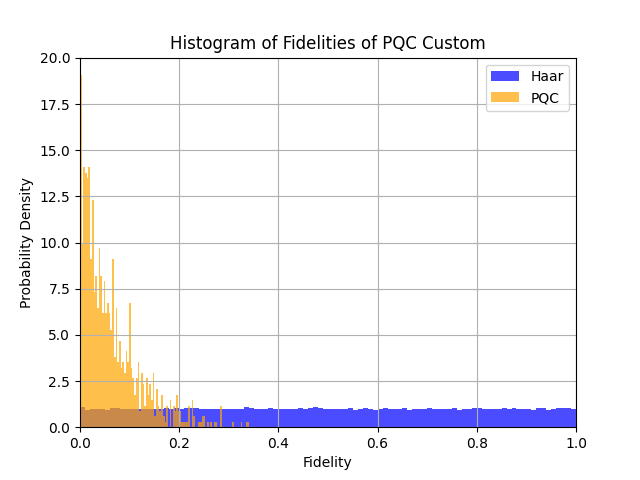 Histogram of Fidelities of PQC Custom
Haar
PQC
20.0
17.5
15.0
12.5
10.0
7.5
5.0
2.5
0.0
Probability Density
0.0 0.2 0.4 0.6 0.8 1.0
Fidelity